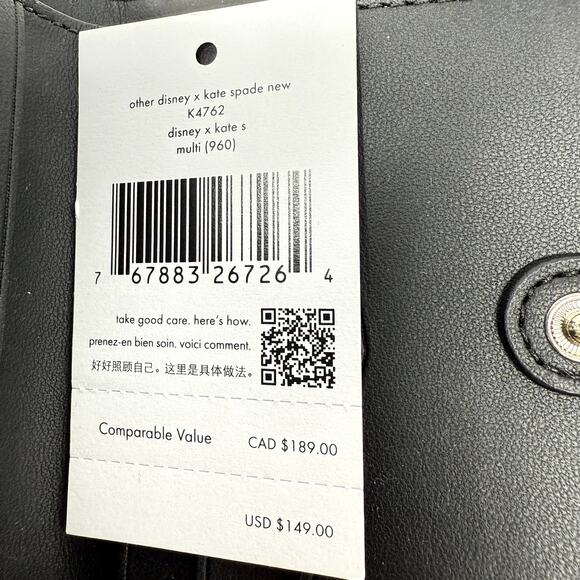 other disney x kate spade new
K4762
disney x kate s
multi (960)
7 67883 26726 4
take good care. here's how.
prenez-en bien soin. voici comment.
好好照顾自己。这里是具体做法。
Comparable Value CAD $189.00
USD $149.00